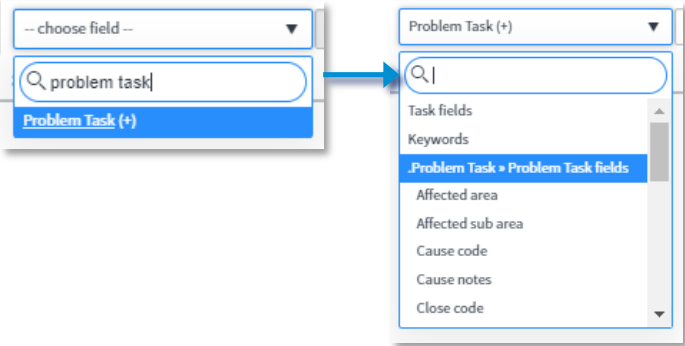 -- choose field --
problem task
Problem Task (+)
Problem Task (+)
Task fields
Keywords
.Problem Task » Problem Task fields
Affected area
Affected sub area
Cause code
Cause notes
Close code